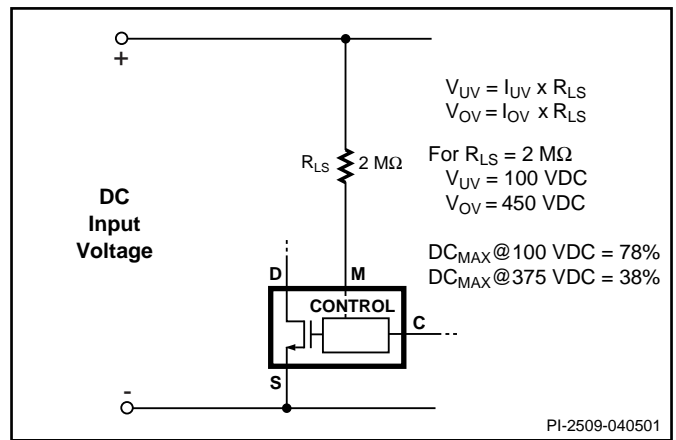 +
V_UV = I_UV x R_LS
V_OV = I_OV x R_LS
R_LS 2 MΩ
For R_LS = 2 MΩ
V_UV = 100 VDC
V_OV = 450 VDC
DC
Input
Voltage
DC_MAX@100 VDC = 78%
DC_MAX@375 VDC = 38%
D M
CONTROL
C
S
-
PI-2509-040501